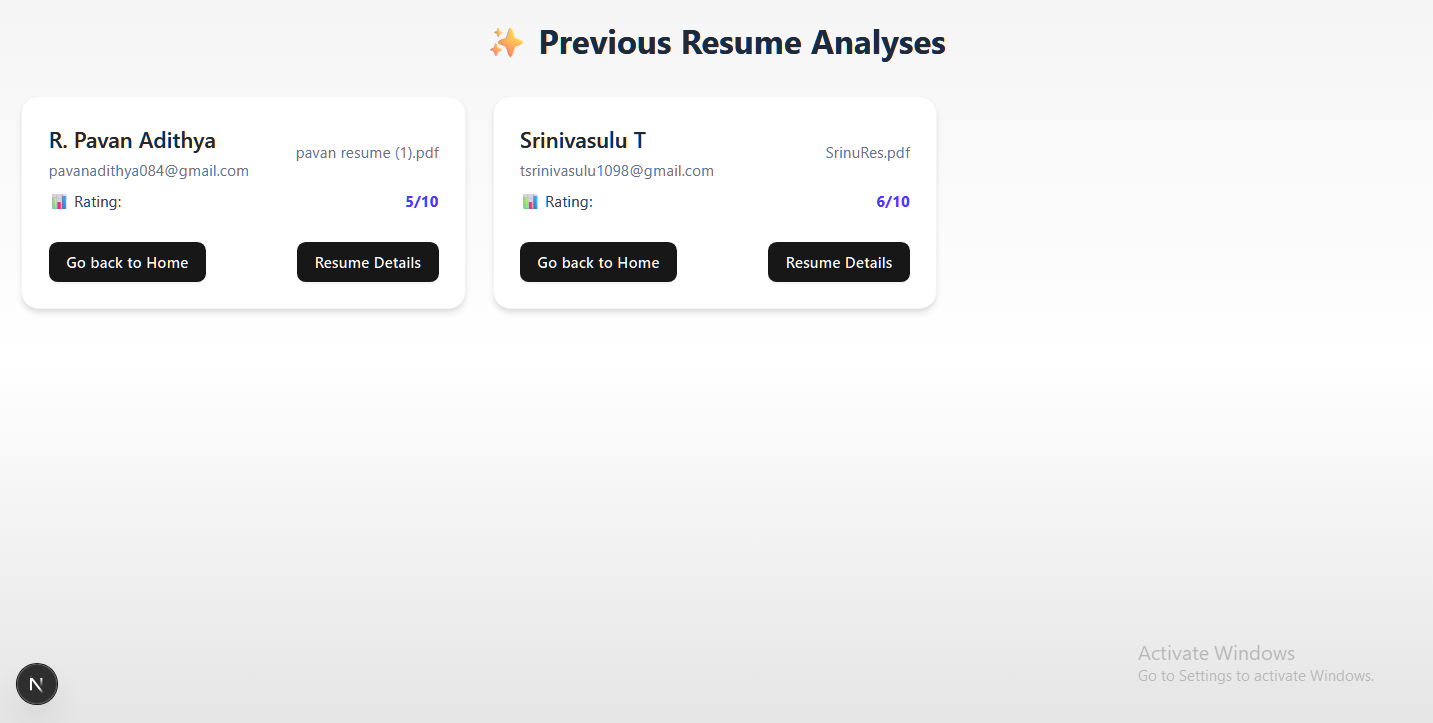 ✨ Previous Resume Analyses
R. Pavan Adithya
pavanadithya084@gmail.com
pavan resume (1).pdf
📊 Rating: 5/10
Go back to Home
Resume Details
Srinivasulu T
tsrinivasulu1098@gmail.com
SrinuRes.pdf
📊 Rating: 6/10
Go back to Home
Resume Details
N
Activate Windows
Go to Settings to activate Windows.